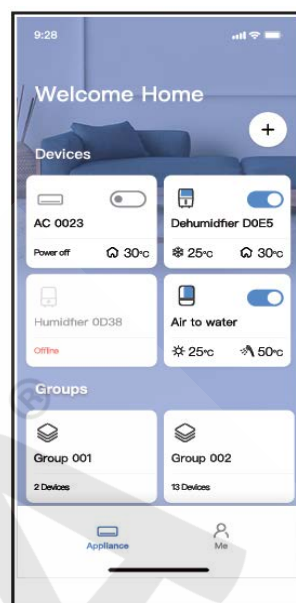 9:28
Welcome Home
+
Devices
AC 0023
Power off 30°C
Dehumidfier D0E5
25°C 30°C
Humidfier 0D38
Offline
Air to water
25°C 50°C
Groups
Group 001
2 Devices
Group 002
13 Devices
Appliance
Me
®